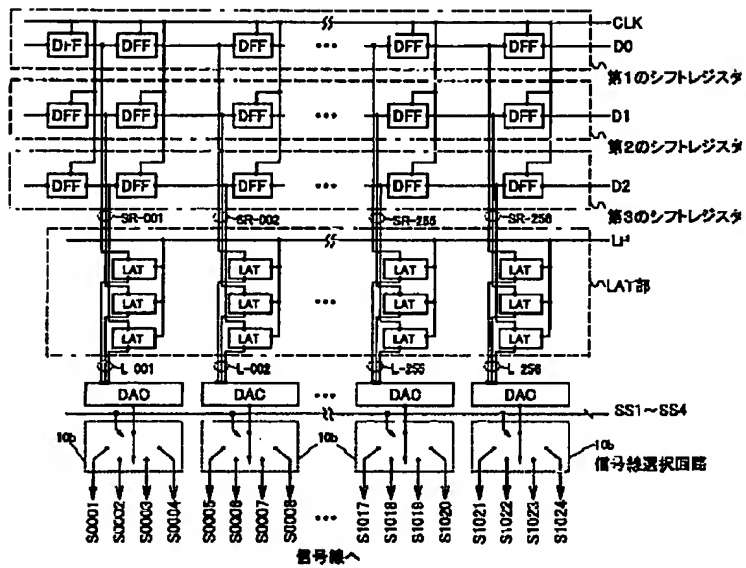 CLK
DFF DFF DFF ... DFF DFF D0
第1のシフトレジスタ
DFF DFF DFF ... DFF DFF D1
第2のシフトレジスタ
DFF DFF DFF ... DFF DFF D2
第3のシフトレジスタ
SR-001 SR-002 SR-255 SR-256
LAT LAT LAT LAT
LAT部
LAT LAT ... LAT LAT
LAT LAT LAT LAT
L-001 L-002 L-255 L-256
DAC DAC ... DAC DAC
SS1~SS4
10b 10b 10b
信号線選択回路
S0001 S0002 S0003 S0004 S0005 S0006 S0007 S0008 ... S1017 S1018 S1019 S1020 S1021 S1022 S1023 S1024
信号線へ